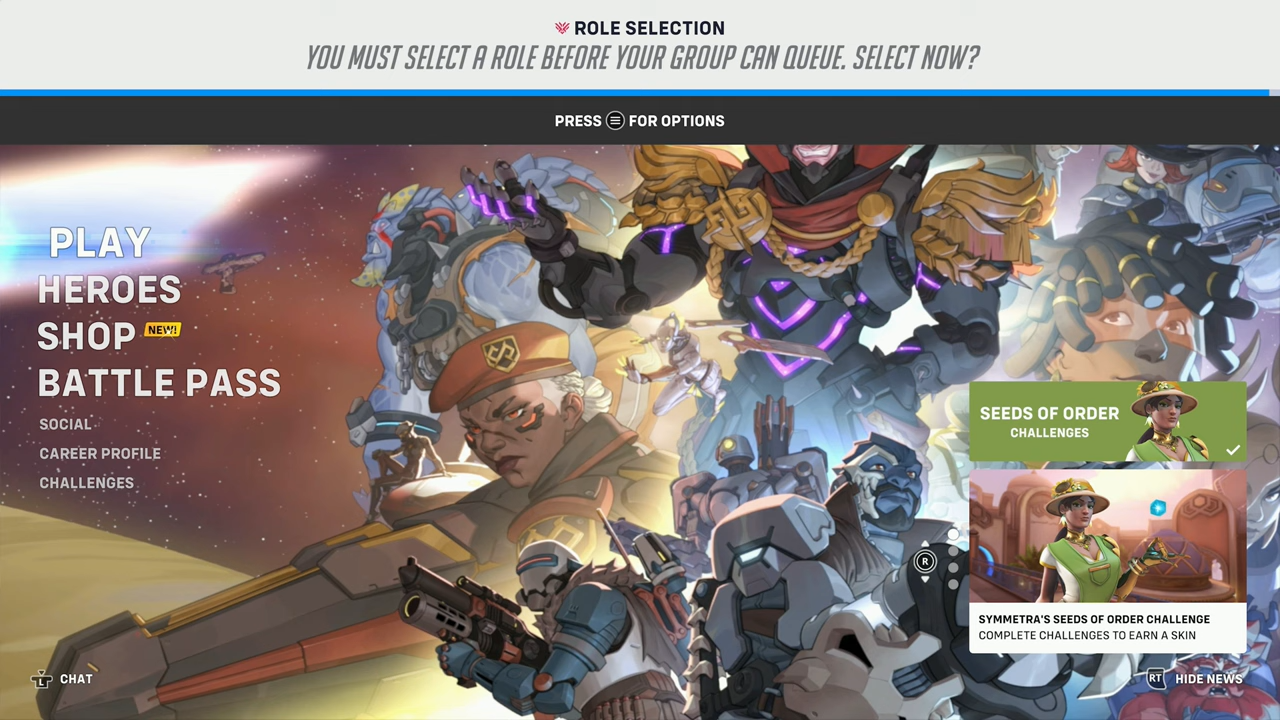 ROLE SELECTION
YOU MUST SELECT A ROLE BEFORE YOUR GROUP CAN QUEUE. SELECT NOW?
PRESS FOR OPTIONS
PLAY
HEROES
SHOP NEW!
BATTLE PASS
SOCIAL
CAREER PROFILE
CHALLENGES
SEEDS OF ORDER
CHALLENGES
R
SYMMETRA'S SEEDS OF ORDER CHALLENGE
COMPLETE CHALLENGES TO EARN A SKIN
L CHAT
RT HIDE NEWS